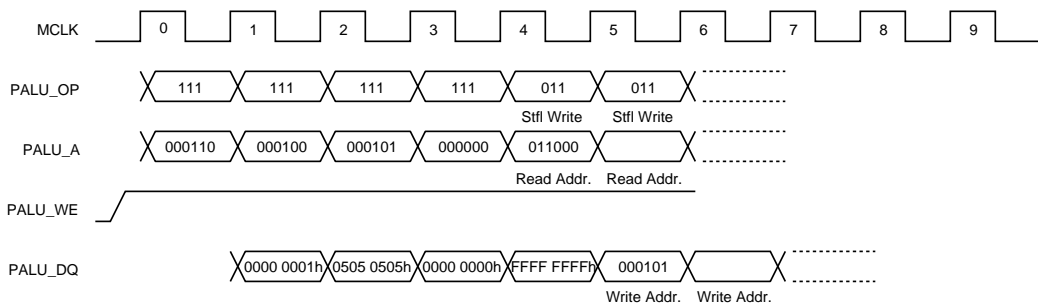 MCLK 0 1 2 3 4 5 6 7 8 9
PALU_OP 111 111 111 111 011 011
Stfl Write Stfl Write
PALU_A 000110 000100 000101 000000 011000
Read Addr. Read Addr.
PALU_WE
PALU_DQ 0000 0001h 0505 0505h 0000 0000h FFFF FFFFh 000101
Write Addr. Write Addr.